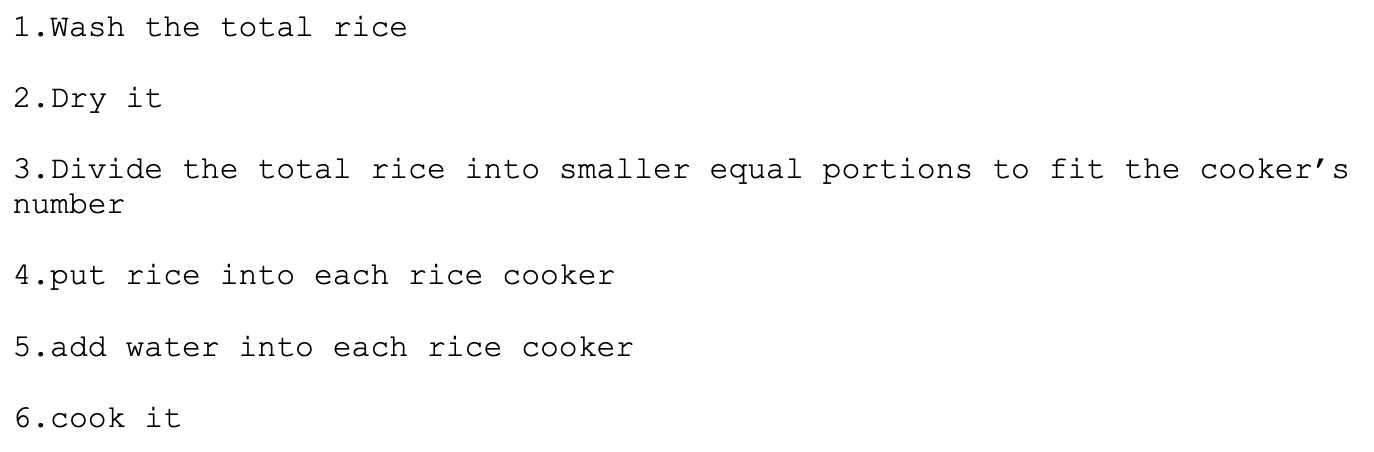 1.Wash the total rice
2.Dry it
3.Divide the total rice into smaller equal portions to fit the cooker’s
number
4.put rice into each rice cooker
5.add water into each rice cooker
6.cook it